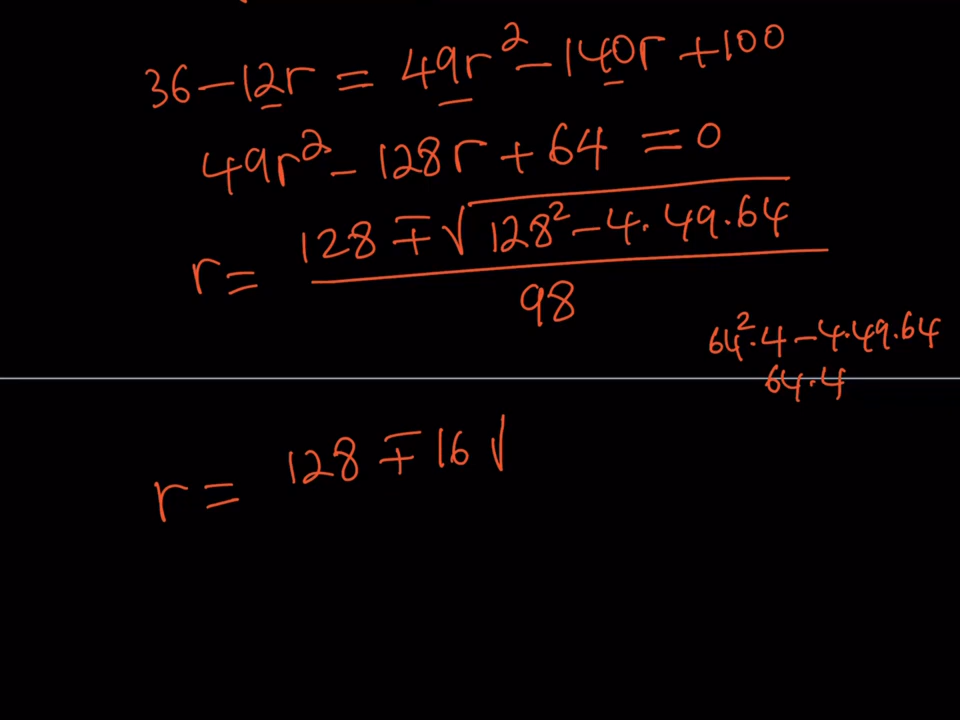 36-12r = 49r²-140r+100
49r²-128r+64=0
r= (128∓√(128²-4·49·64))/98
64²·4-4·49·64
64·4
r= 128∓16√